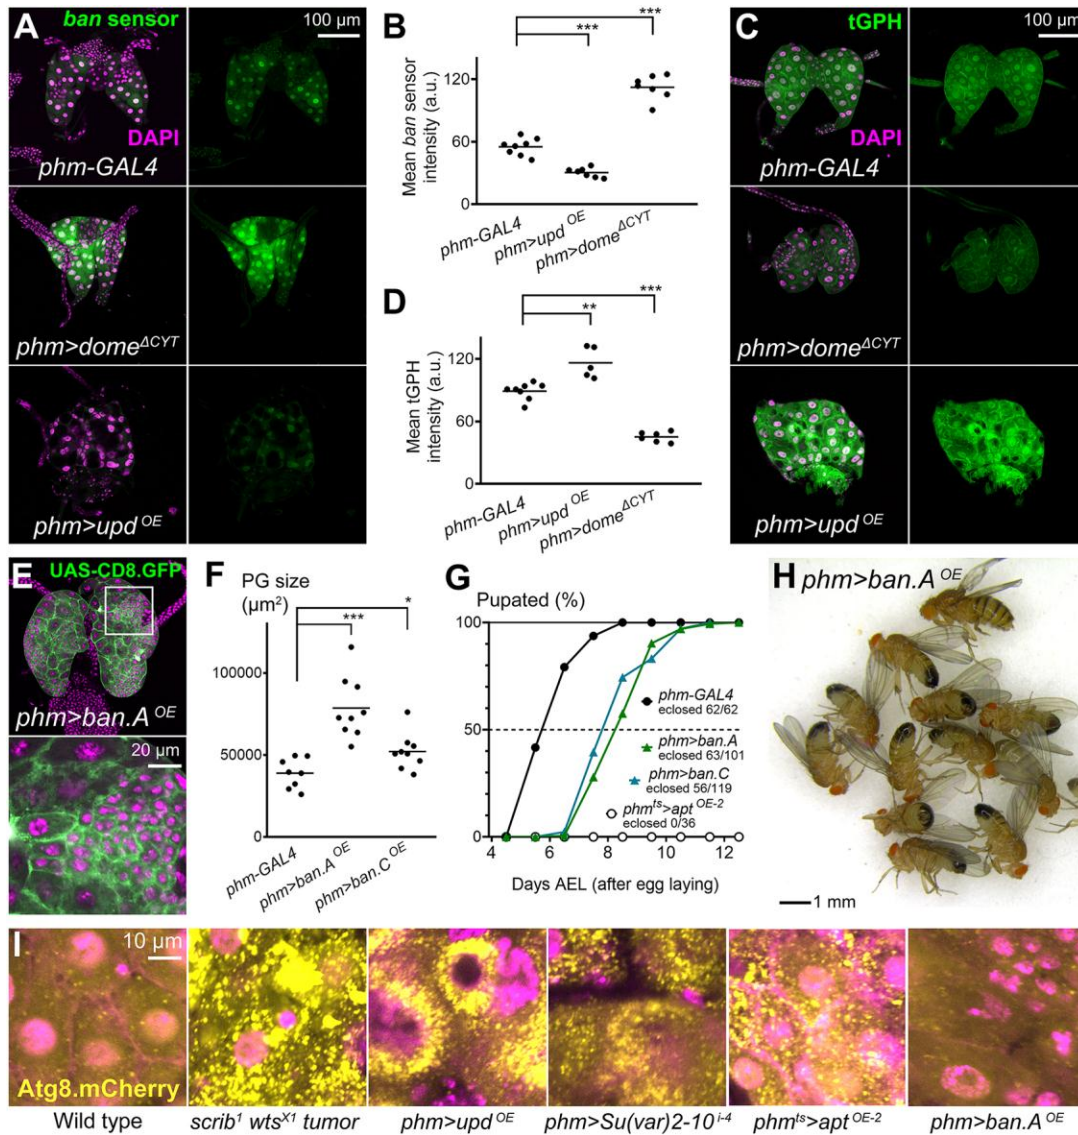 A
ban sensor
100 µm
DAPI
phm-GAL4
phm>dome^ΔCYT
phm>upd^OE
B
Mean ban sensor
intensity (a.u.)
120
60
0
***
***
phm-GAL4
phm>upd^OE
phm>dome^ΔCYT
C
tGPH
100 µm
DAPI
phm-GAL4
phm>dome^ΔCYT
phm>upd^OE
D
Mean tGPH
intensity (a.u.)
120
60
0
***
**
phm-GAL4
phm>upd^OE
phm>dome^ΔCYT
E
UAS-CD8.GFP
phm>ban.A^OE
20 µm
F
PG size
(µm²)
100000
50000
0
***
*
phm-GAL4
phm>ban.A^OE
phm>ban.C^OE
G
Pupated (%)
100
50
0
phm-GAL4
eclosed 62/62
phm>ban.A
eclosed 63/101
phm>ban.C
eclosed 56/119
phm^ts>apt^OE-2
eclosed 0/36
4 6 8 10 12
Days AEL (after egg laying)
H
phm>ban.A^OE
1 mm
I
10 µm
Atg8.mCherry
Wild type
scrib¹ wts^X1 tumor
phm>upd^OE
phm>Su(var)2-10^i-4
phm^ts>apt^OE-2
phm>ban.A^OE